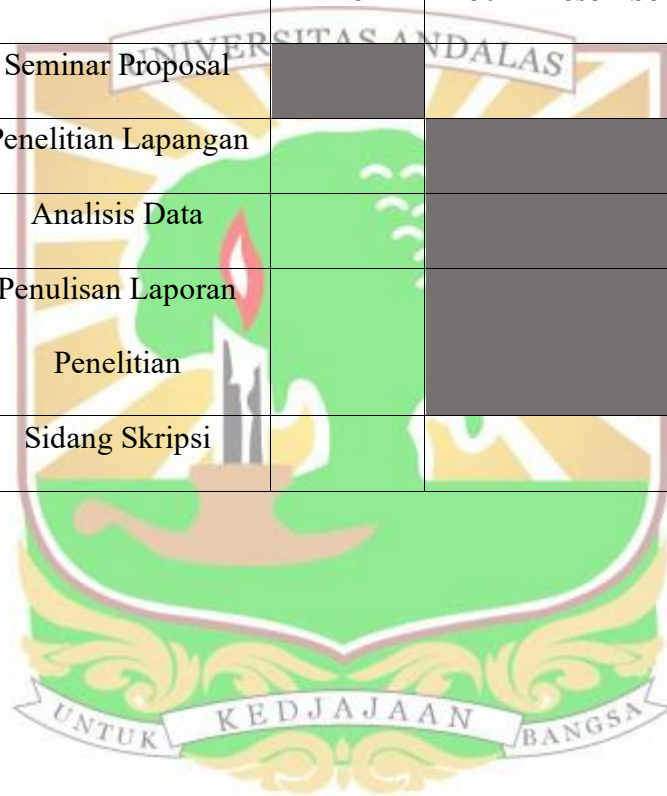 UNIVERSITAS ANDALAS
Seminar Proposal
Penelitian Lapangan
Analisis Data
Penulisan Laporan
Penelitian
Sidang Skripsi
UNTUK KEDJAJAAN BANGSA